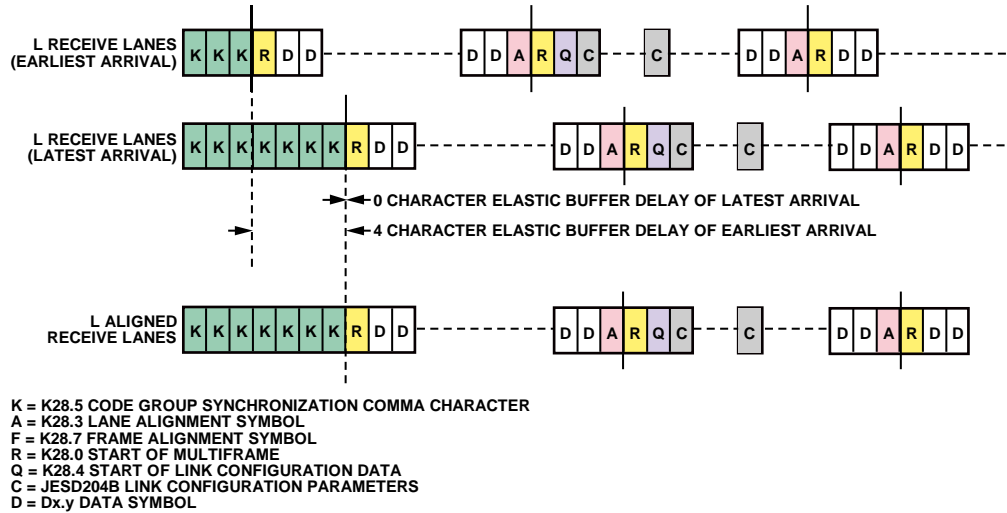 L RECEIVE LANES
(EARLIEST ARRIVAL)
K K K R D D
D D A R Q C
C
D D A R D D
L RECEIVE LANES
(LATEST ARRIVAL)
K K K K K K K R D D
D D A R Q C
C
D D A R D D
0 CHARACTER ELASTIC BUFFER DELAY OF LATEST ARRIVAL
4 CHARACTER ELASTIC BUFFER DELAY OF EARLIEST ARRIVAL
L ALIGNED
RECEIVE LANES
K K K K K K K R D D
D D A R Q C
C
D D A R D D
K = K28.5 CODE GROUP SYNCHRONIZATION COMMA CHARACTER
A = K28.3 LANE ALIGNMENT SYMBOL
F = K28.7 FRAME ALIGNMENT SYMBOL
R = K28.0 START OF MULTIFRAME
Q = K28.4 START OF LINK CONFIGURATION DATA
C = JESD204B LINK CONFIGURATION PARAMETERS
D = Dx.y DATA SYMBOL